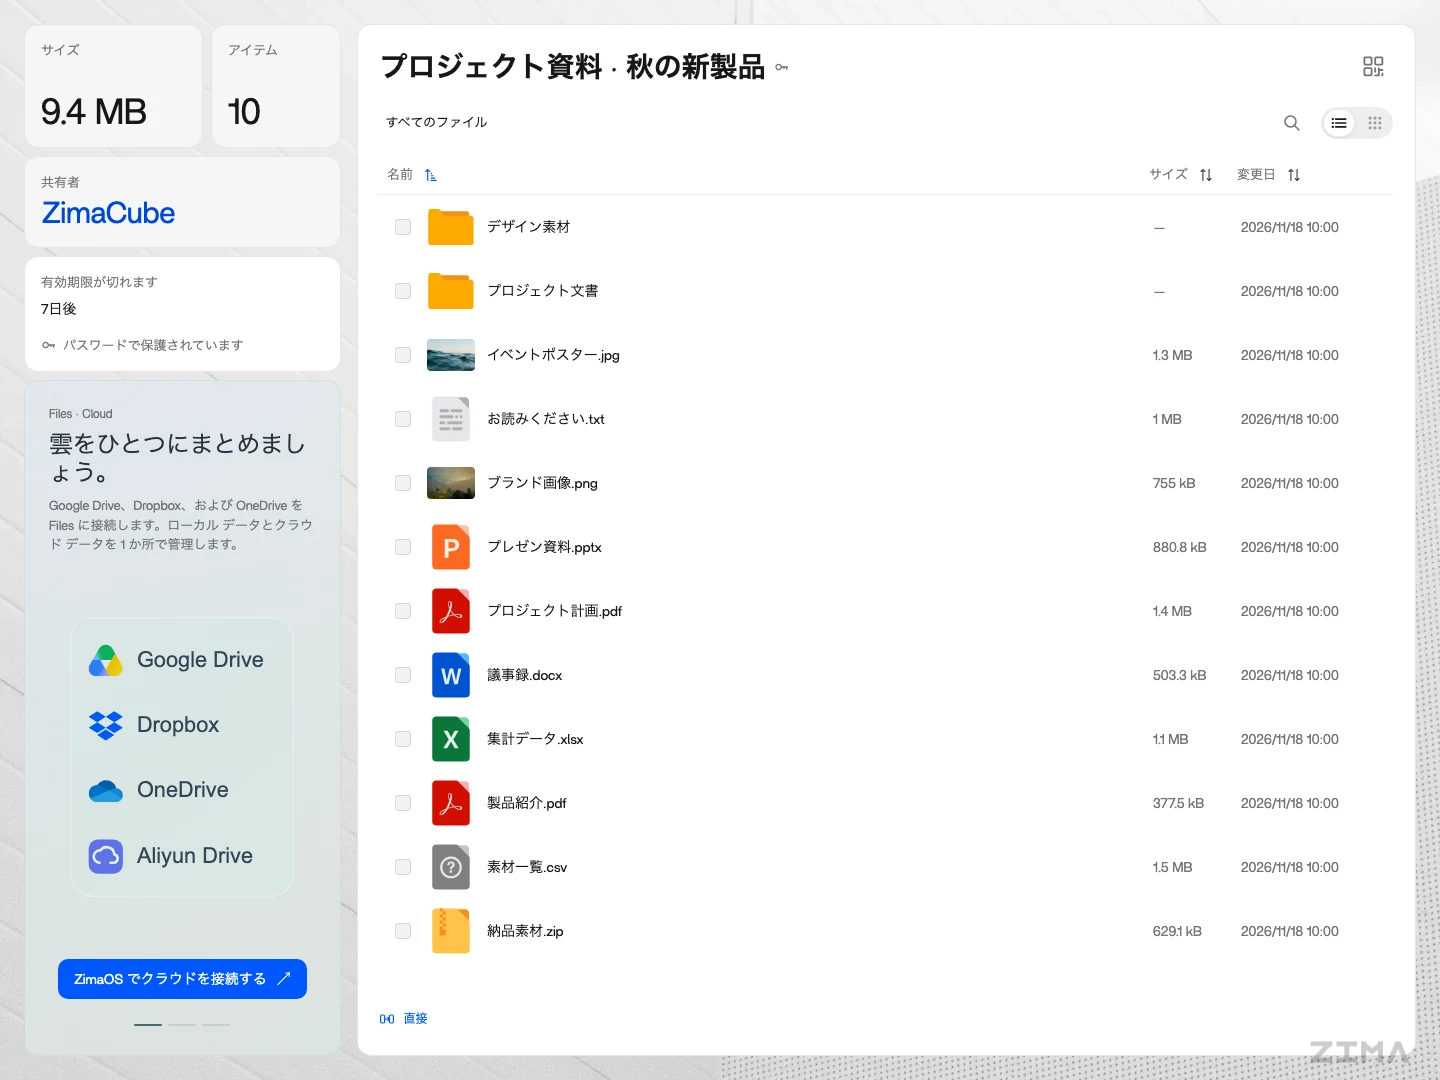 サイズ
9.4 MB
アイテム
10
共有者
ZimaCube
有効期限が切れます
7日後
パスワードで保護されています
Files · Cloud
雲をひとつにまとめまし
ょう。
Google Drive、Dropbox、および OneDrive を
Files に接続します。ローカル データとクラウ
ド データを 1 か所で管理します。
Google Drive
Dropbox
OneDrive
Aliyun Drive
ZimaOS でクラウドを接続する
プロジェクト資料 · 秋の新製品
すべてのファイル
名前 サイズ 変更日
デザイン素材 — 2026/11/18 10:00
プロジェクト文書 — 2026/11/18 10:00
イベントポスター.jpg 1.3 MB 2026/11/18 10:00
お読みください.txt 1 MB 2026/11/18 10:00
ブランド画像.png 755 kB 2026/11/18 10:00
P プレゼン資料.pptx 880.8 kB 2026/11/18 10:00
プロジェクト計画.pdf 1.4 MB 2026/11/18 10:00
W 議事録.docx 503.3 kB 2026/11/18 10:00
X 集計データ.xlsx 1.1 MB 2026/11/18 10:00
製品紹介.pdf 377.5 kB 2026/11/18 10:00
? 素材一覧.csv 1.5 MB 2026/11/18 10:00
納品素材.zip 629.1 kB 2026/11/18 10:00
直接
ZIMA